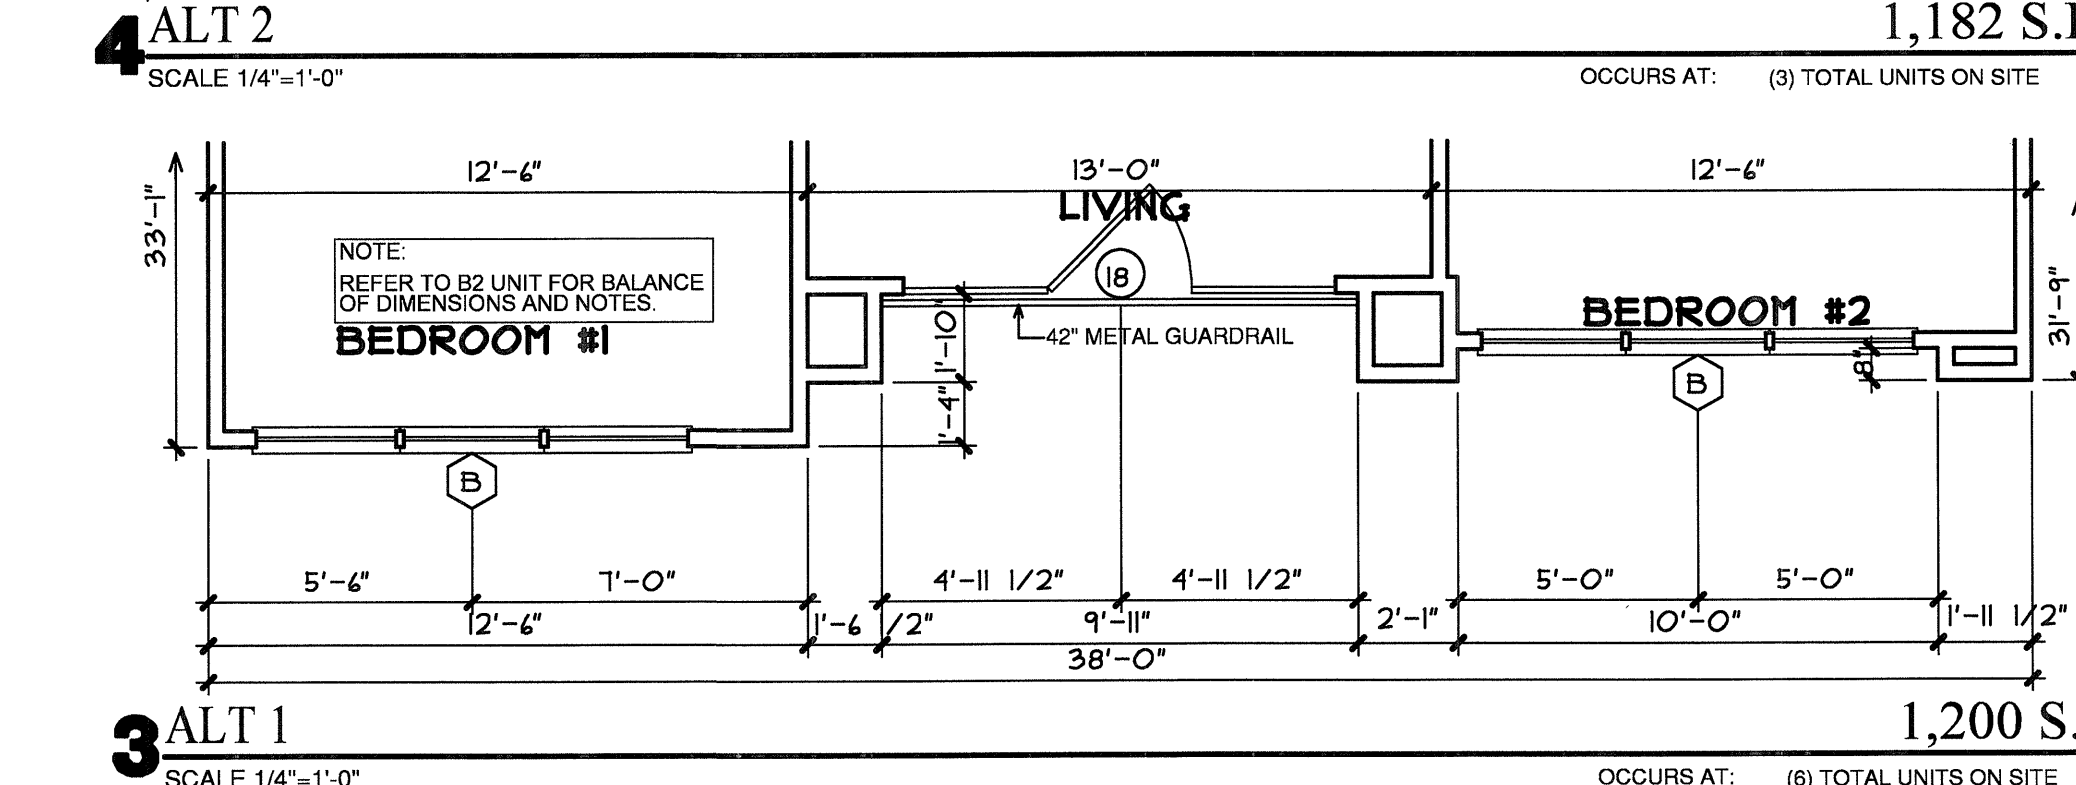 4 ALT 2 1,182 S.F
SCALE 1/4"=1'-0" OCCURS AT: (3) TOTAL UNITS ON SITE
12'-6" 13'-0" 12'-6"
33'-1"
LIVING
NOTE:
REFER TO B2 UNIT FOR BALANCE
OF DIMENSIONS AND NOTES.
BEDROOM #1
18
1'-10"
42" METAL GUARDRAIL
BEDROOM #2
31'-9"
8"
1'-4"
B
B
5'-6" 7'-0" 4'-11 1/2" 4'-11 1/2" 5'-0" 5'-0"
12'-6" 1'-6 1/2" 9'-11" 2'-1" 10'-0" 1'-11 1/2"
38'-0"
3 ALT 1 1,200 S.
SCALE 1/4"=1'-0" OCCURS AT: (6) TOTAL UNITS ON SITE